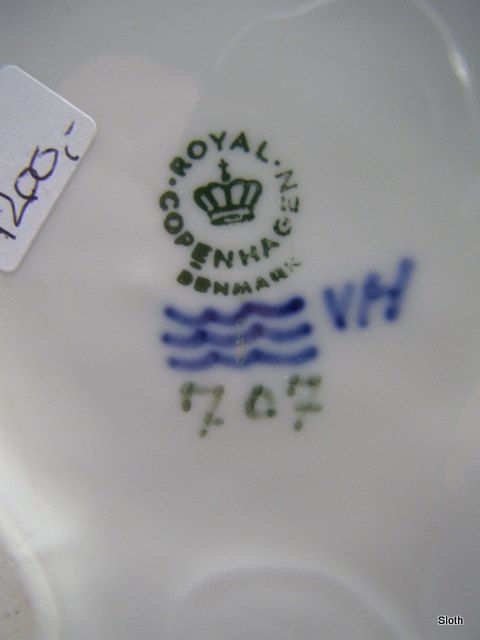 ROYAL
COPENHAGEN
DENMARK
VH
707
Sloth